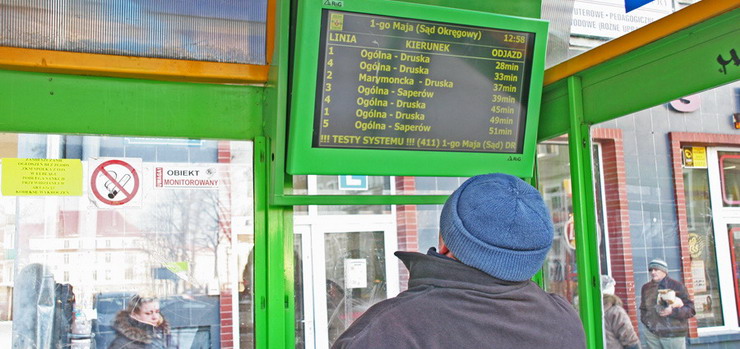 R&G
1-go Maja (Sąd Okręgowy) 12:58
LINIA KIERUNEK ODJAZD
1 Ogólna - Druska 28min
4 Ogólna - Druska 33min
2 Marymoncka - Druska 37min
3 Ogólna - Saperów 39min
4 Ogólna - Druska 45min
1 Ogólna - Druska 49min
5 Ogólna - Saperów 51min
!!! TESTY SYSTEMU !!! (411) 1-go Maja (Sąd) DR
R&G
OBIEKT
MONITOROWANY
PEDAGOGICZNE